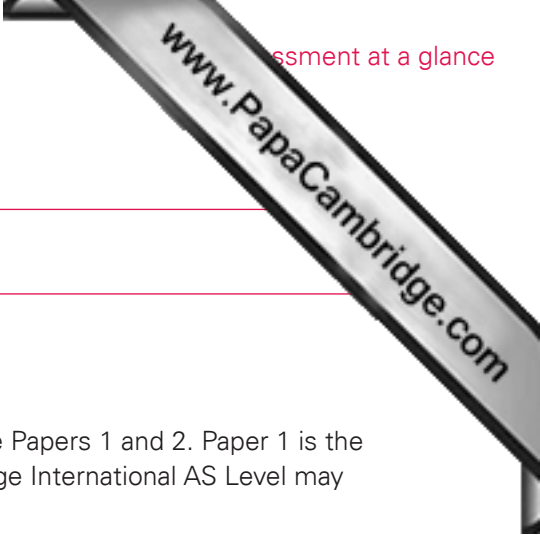 ssment at a glance
www.PapaCambridge.com
e Papers 1 and 2. Paper 1 is the
ge International AS Level may